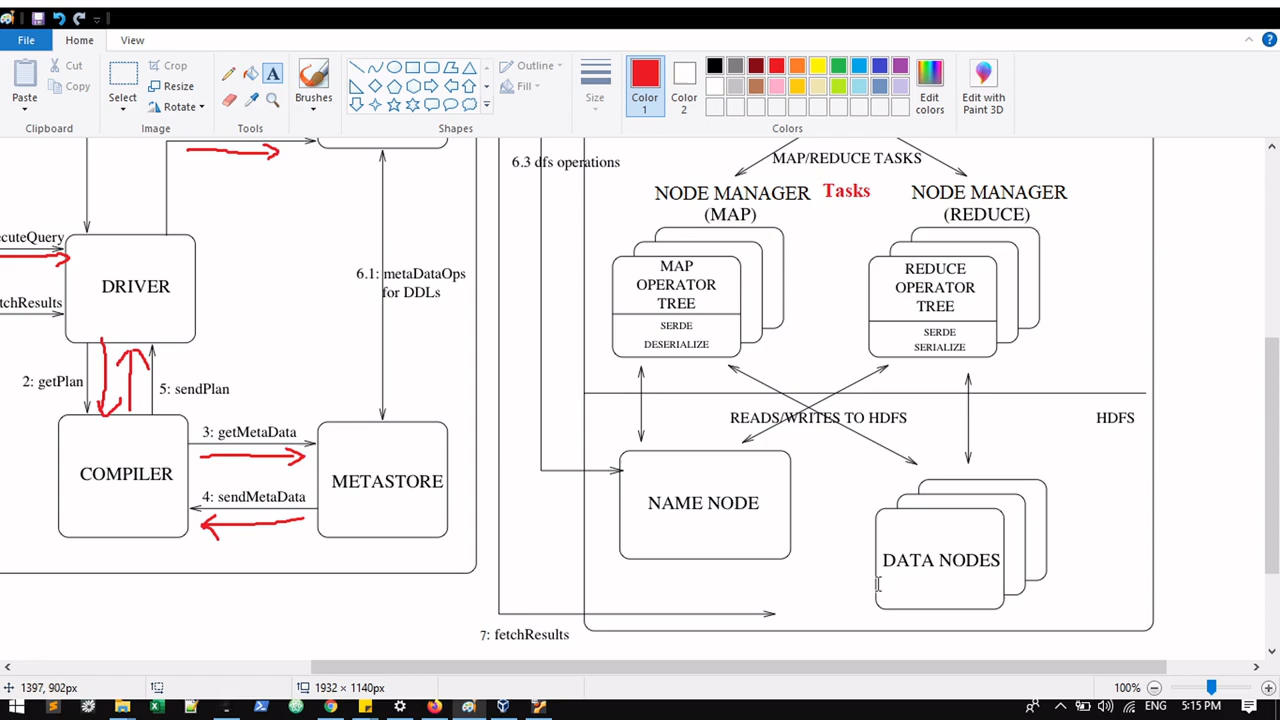 File
Home
View
Paste
Cut
Copy
Clipboard
Select
Crop
Resize
Rotate
Image
A
Tools
Brushes
Shapes
Outline
Fill
Size
Color
1
Color
2
Colors
Edit
colors
Edit with
Paint 3D
6.3 dfs operations
MAP/REDUCE TASKS
NODE MANAGER
(MAP)
Tasks
NODE MANAGER
(REDUCE)
ecuteQuery
DRIVER
tchResults
6.1: metaDataOps
for DDLs
MAP
OPERATOR
TREE
SERDE
DESERIALIZE
REDUCE
OPERATOR
TREE
SERDE
SERIALIZE
2: getPlan
5: sendPlan
READS/WRITES TO HDFS
HDFS
3: getMetaData
COMPILER
METASTORE
4: sendMetaData
NAME NODE
DATA NODES
7: fetchResults
1397, 902px
1932 × 1140px
100%
ENG
5:15 PM